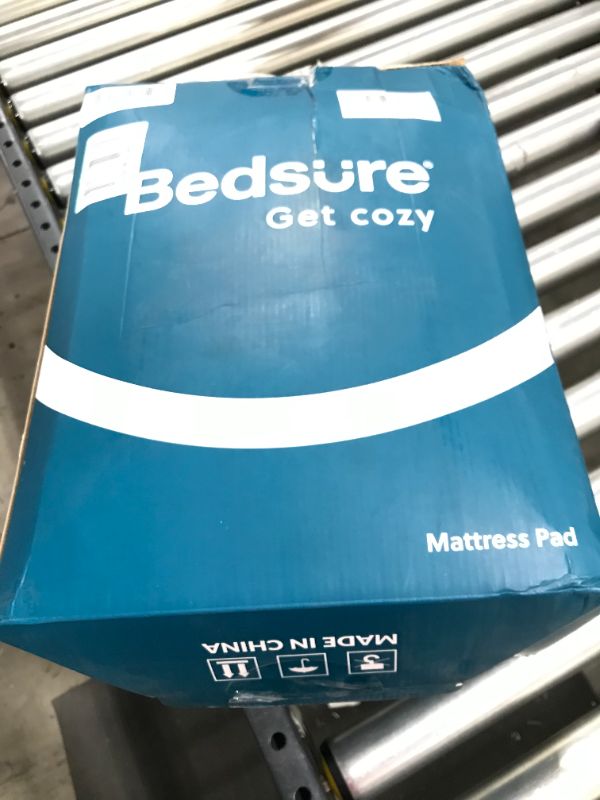 Bedsure®
Get cozy
Mattress Pad
MADE IN CHINA